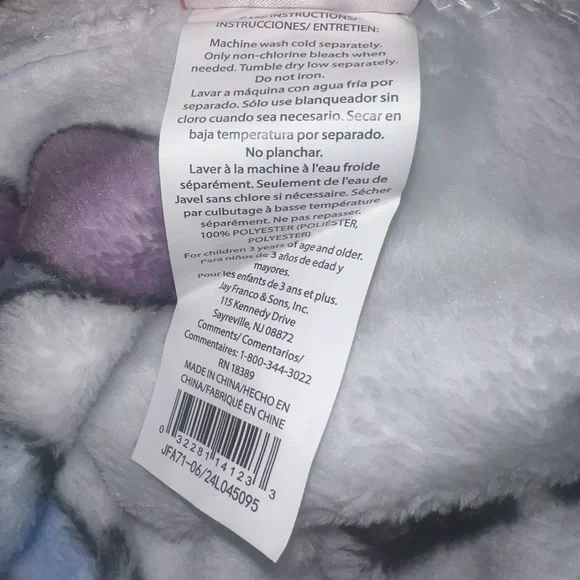 CARE INSTRUCTIONS/
INSTRUCCIONES/ ENTRETIEN:
Machine wash cold separately.
Only non-chlorine bleach when
needed. Tumble dry low separately.
Do not iron.
Lavar a máquina con agua fría por
separado. Sólo use blanqueador sin
cloro cuando sea necesario. Secar en
baja temperatura por separado.
No planchar.
Laver à la machine à l'eau froide
séparément. Seulement de l'eau de
Javel sans chlore si nécessaire. Sécher
par culbutage à basse température
séparément. Ne pas repasser.
100% POLYESTER (POLIÉSTER,
POLYESTER)
For children 3 years of age and older.
Para niños de 3 años de edad y
mayores.
Pour les enfants de 3 ans et plus.
Jay Franco & Sons, Inc.
115 Kennedy Drive
Sayreville, NJ 08872
Comments/ Comentarios/
Commentaires: 1-800-344-3022
RN 18389
MADE IN CHINA/HECHO EN
CHINA/FABRIQUÉ EN CHINE
0 32281 14123 3
JFA71-06/24L045095